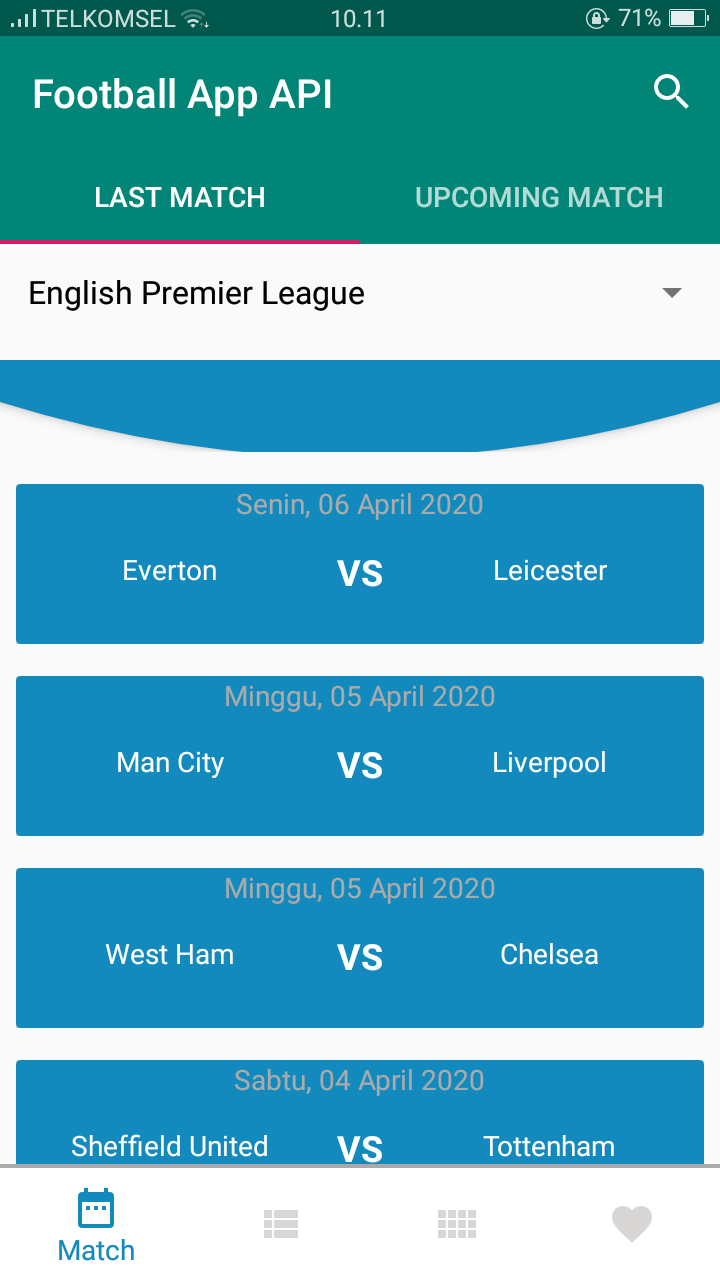 TELKOMSEL 10.11 71%
Football App API
LAST MATCH UPCOMING MATCH
English Premier League
Senin, 06 April 2020
Everton VS Leicester
Minggu, 05 April 2020
Man City VS Liverpool
Minggu, 05 April 2020
West Ham VS Chelsea
Sabtu, 04 April 2020
Sheffield United VS Tottenham
Match